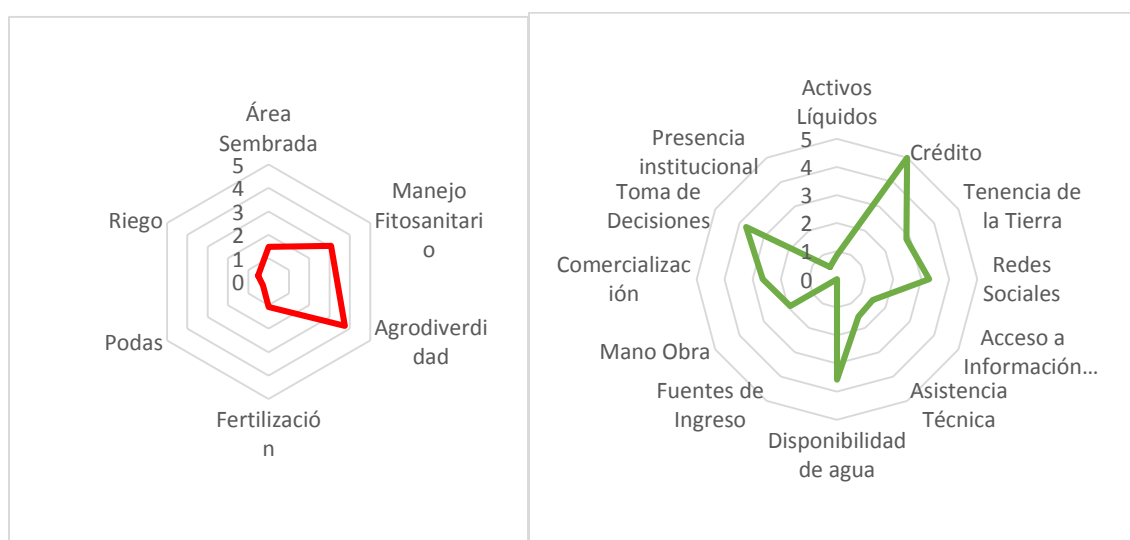 Área
Sembrada
5
4
3
2
1
0
Manejo
Fitosanitari
o
Agrodiverdi
dad
Fertilizació
n
Podas
Riego
Activos
Líquidos
5
4
3
2
1
0
Crédito
Tenencia de
la Tierra
Redes
Sociales
Acceso a
Información...
Asistencia
Técnica
Disponibilidad
de agua
Fuentes de
Ingreso
Mano Obra
Comercializac
ión
Toma de
Decisiones
Presencia
institucional